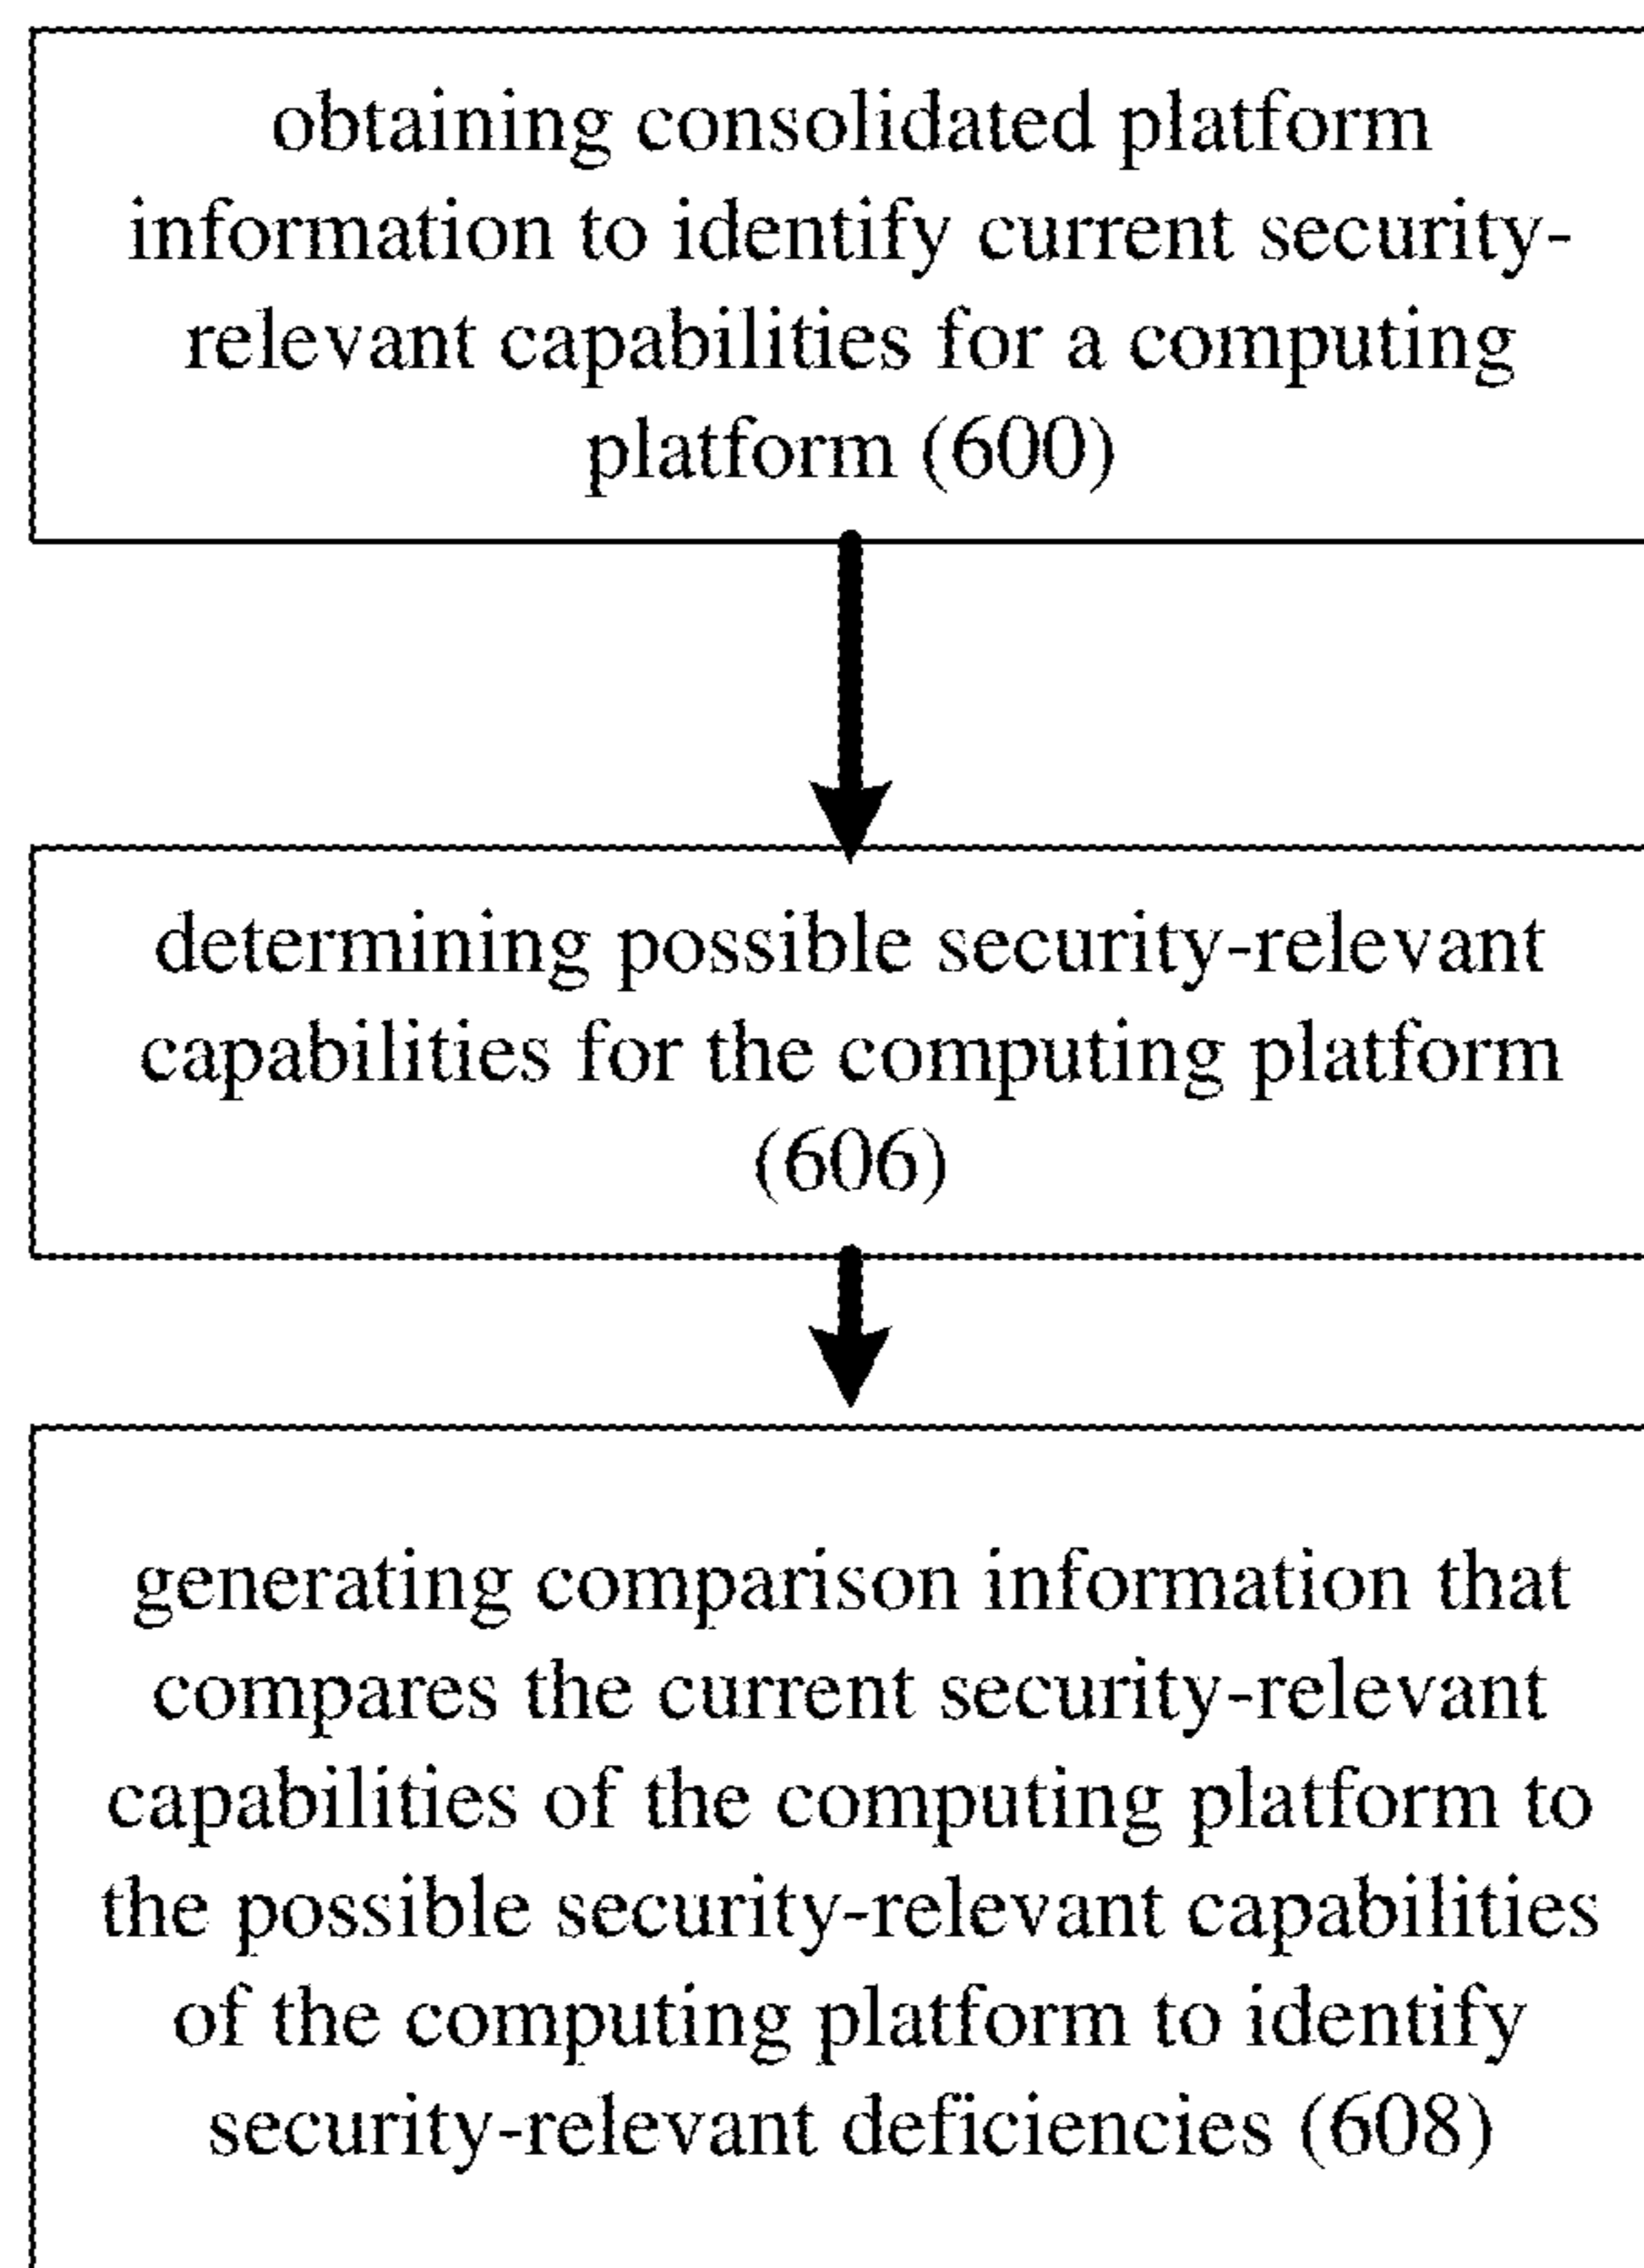 obtaining consolidated platform
information to identify current security-
relevant capabilities for a computing
platform (600)
determining possible security-relevant
capabilities for the computing platform
(606)
generating comparison information that
compares the current security-relevant
capabilities of the computing platform to
the possible security-relevant capabilities
of the computing platform to identify
security-relevant deficiencies (608)